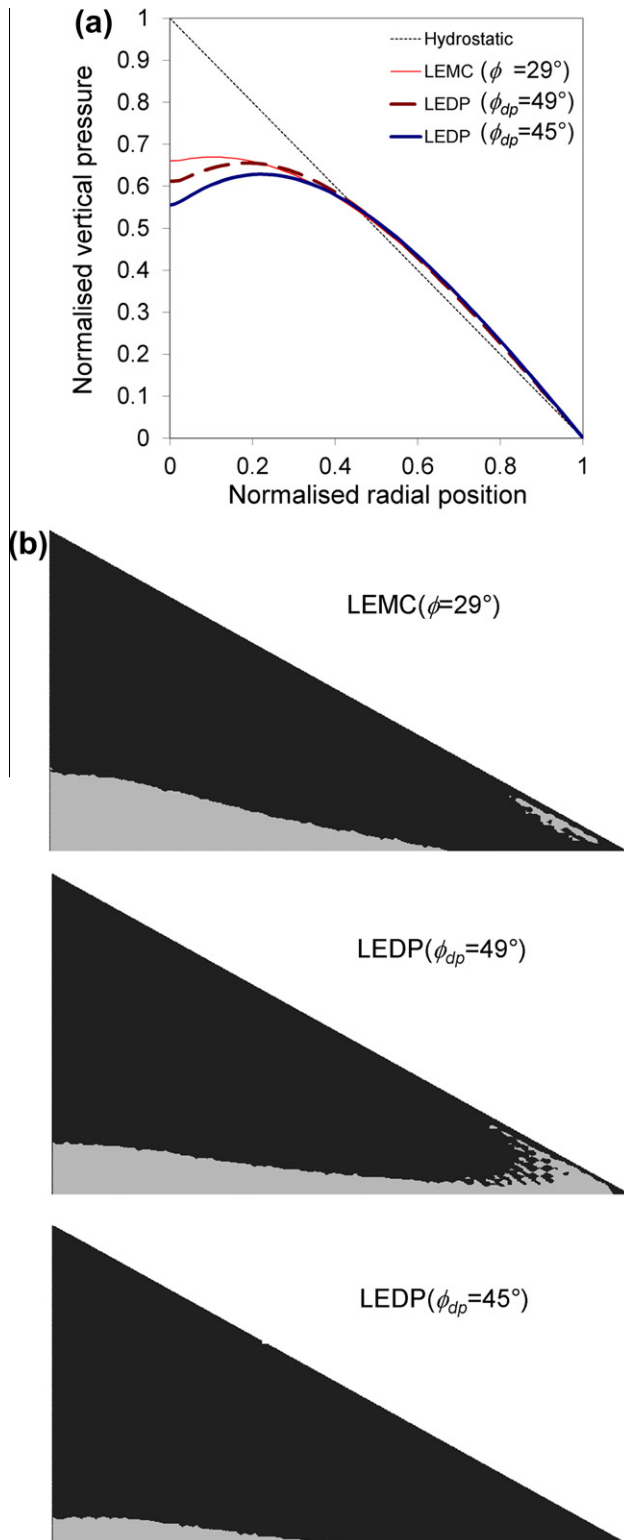 (a)
Hydrostatic
LEMC (ϕ =29°)
LEDP (ϕdp=49°)
LEDP (ϕdp=45°)
Normalised vertical pressure
1
0.9
0.8
0.7
0.6
0.5
0.4
0.3
0.2
0.1
0
0 0.2 0.4 0.6 0.8 1
Normalised radial position
(b)
LEMC(ϕ=29°)
LEDP(ϕdp=49°)
LEDP(ϕdp=45°)